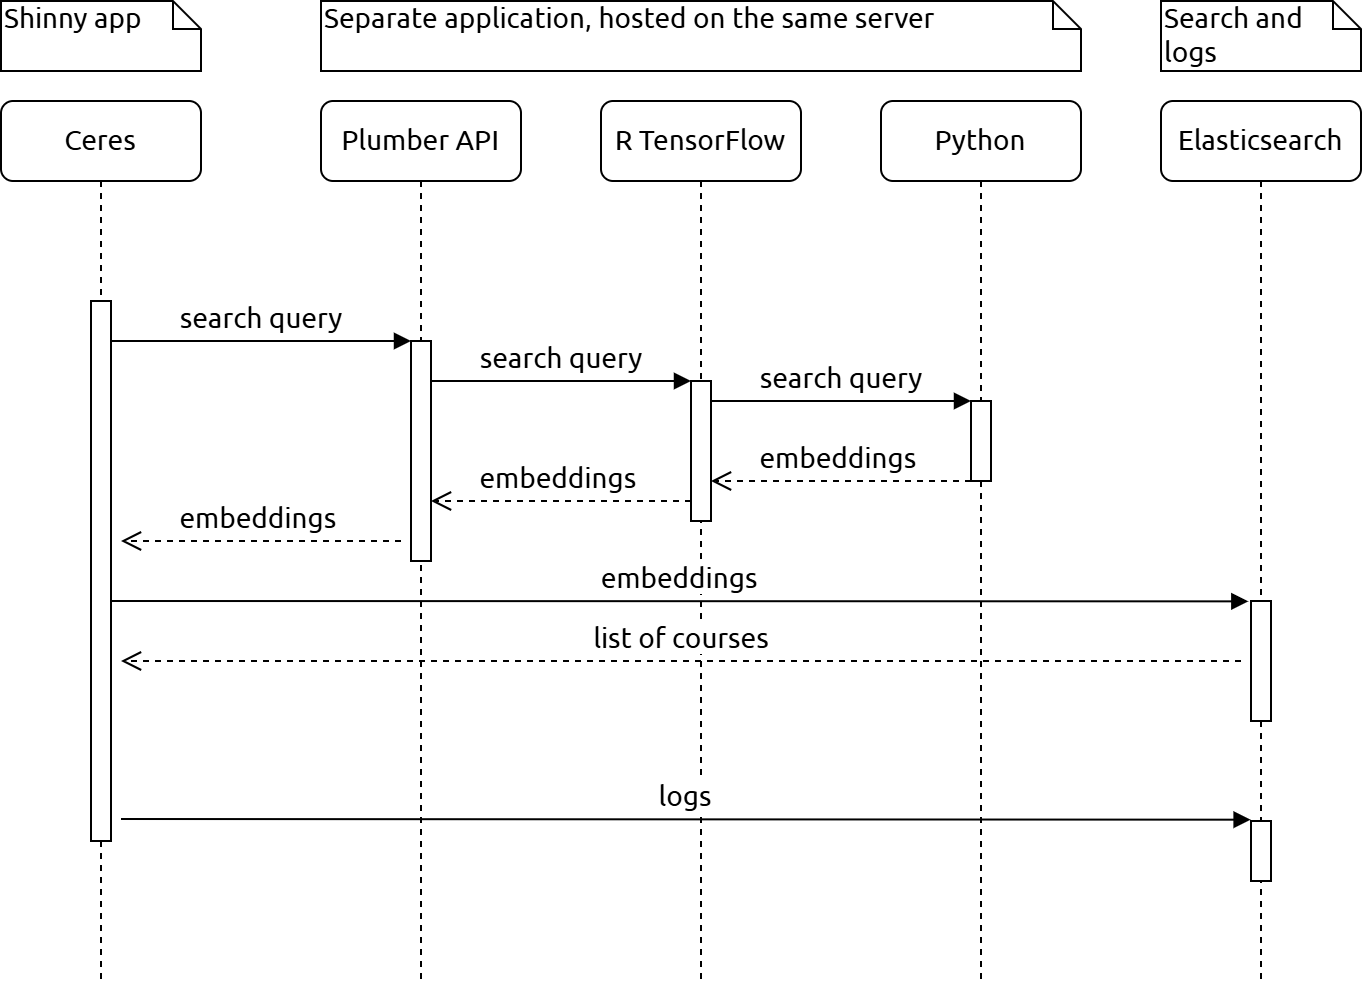 Shinny app
Separate application, hosted on the same server
Search and
logs
Ceres
Plumber API
R TensorFlow
Python
Elasticsearch
search query
search query
search query
embeddings
embeddings
embeddings
embeddings
list of courses
logs